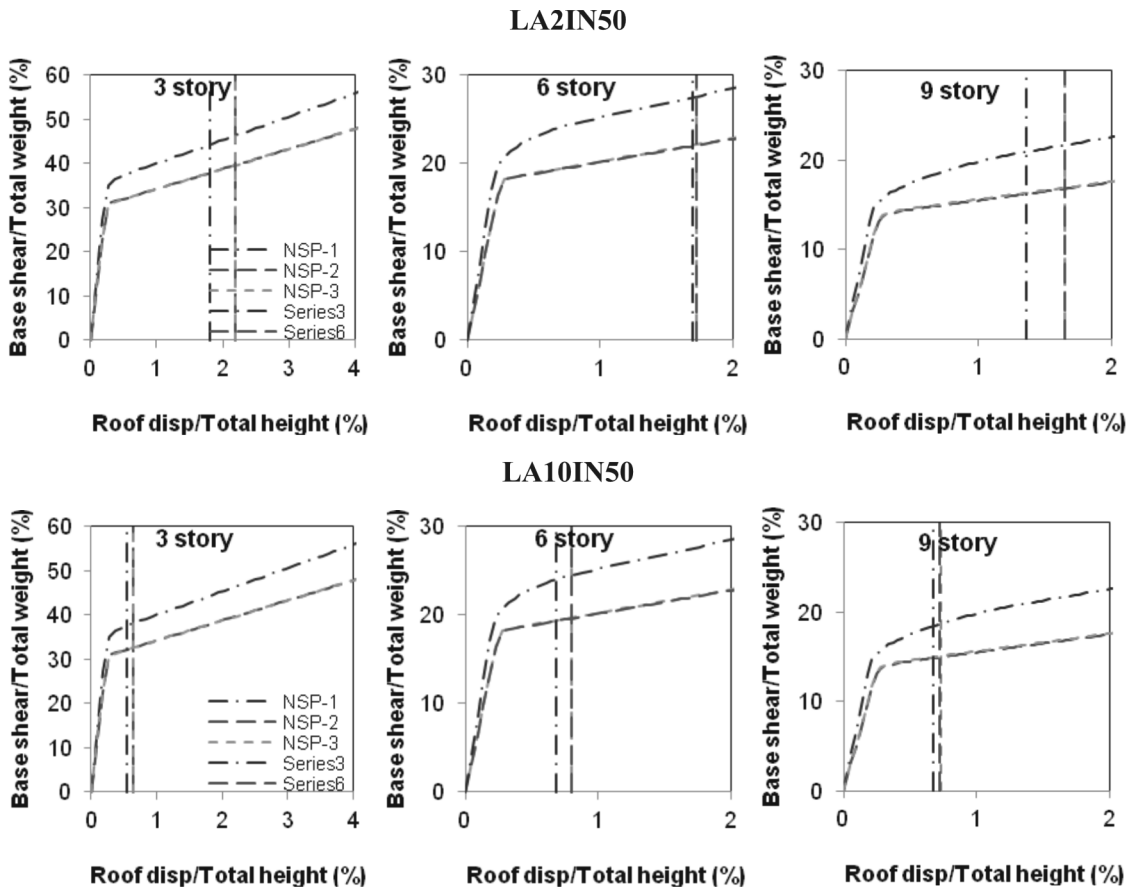 LA2IN50
Base shear/Total weight (%)
60
50
40
30
20
10
0
3 story
NSP-1
NSP-2
NSP-3
Series3
Series6
0 1 2 3 4
Roof disp/Total height (%)
Base shear/Total weight (%)
30
20
10
0
6 story
0 1 2
Roof disp/Total height (%)
Base shear/Total weight (%)
30
20
10
0
9 story
0 1 2
Roof disp/Total height (%)
LA10IN50
Base shear/Total weight (%)
60
50
40
30
20
10
0
3 story
NSP-1
NSP-2
NSP-3
Series3
Series6
0 1 2 3 4
Roof disp/Total height (%)
Base shear/Total weight (%)
30
20
10
0
6 story
0 1 2
Roof disp/Total height (%)
Base shear/Total weight (%)
30
20
10
0
9 story
0 1 2
Roof disp/Total height (%)